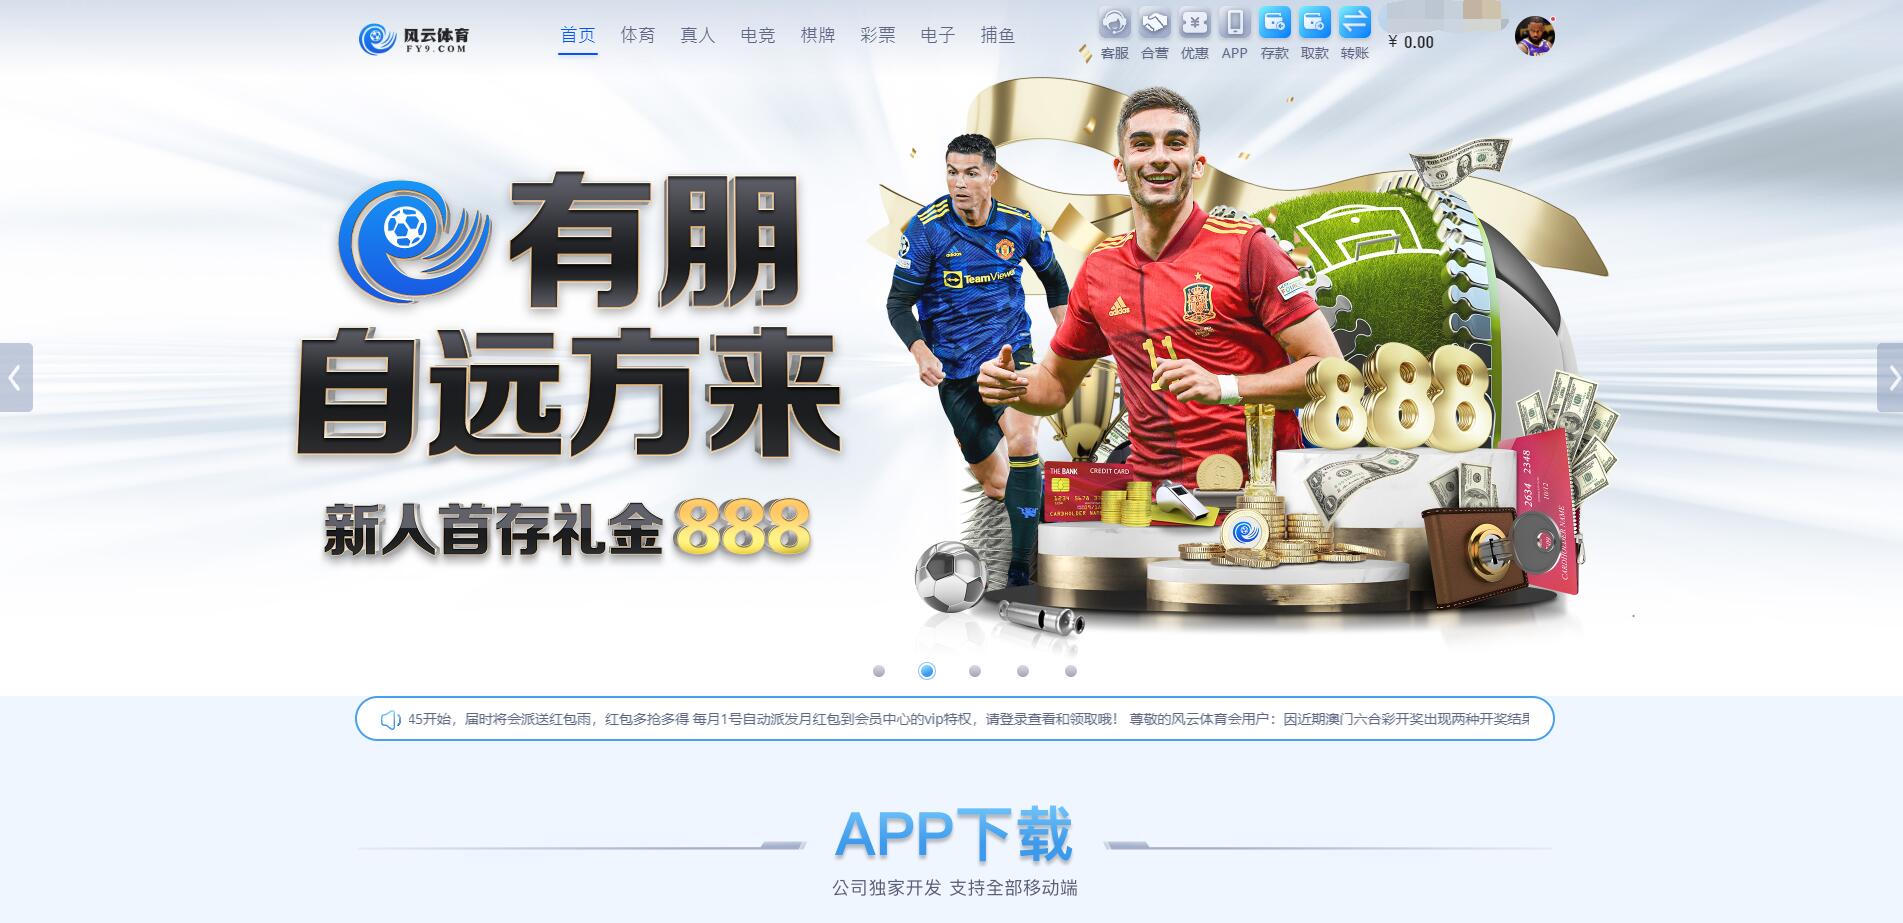 风云体育
FY9.COM
首页 体育 真人 电竞 棋牌 彩票 电子 捕鱼
客服 合营 优惠 APP 存款 取款 转账
¥ 0.00
有朋
自远方来
新人首存礼金888
adidas
TeamViewer
adidas
11
888
THE BANK CREDIT CARD
CARDHOLDER NAME
2634 2348
10/12
CARDHOLDER NAME
45开始，届时将会派送红包雨，红包多抢多得 每月1号自动派发月红包到会员中心的vip特权，请登录查看和领取哦！ 尊敬的风云体育会用户：因近期澳门六合彩开奖出现两种开奖结果
APP下载
公司独家开发 支持全部移动端